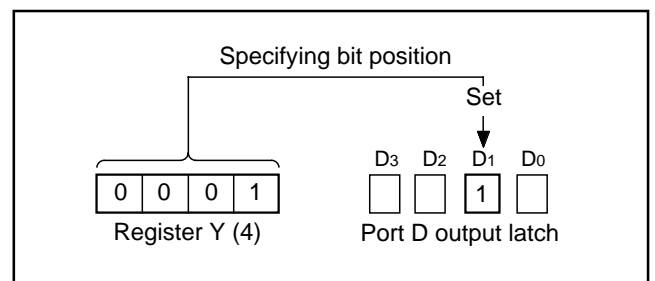 Specifying bit position
Set
D3 D2 D1 D0
0 0 0 1 1
Register Y (4) Port D output latch